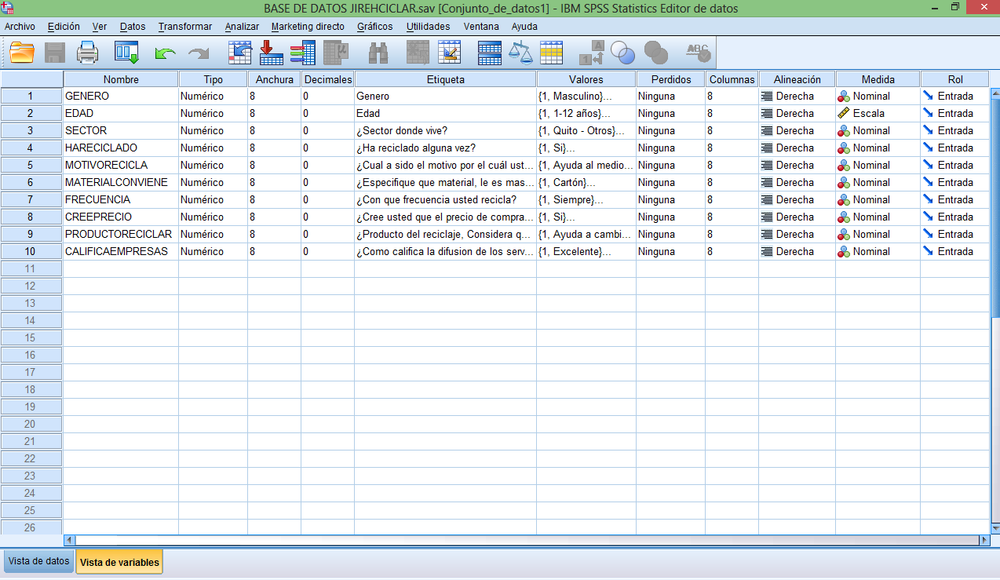 BASE DE DATOS JIREHCICLAR.sav [Conjunto_de_datos1] - IBM SPSS Statistics Editor de datos
Archivo Edición Ver Datos Transformar Analizar Marketing directo Gráficos Utilidades Ventana Ayuda
Nombre Tipo Anchura Decimales Etiqueta Valores Perdidos Columnas Alineación Medida Rol
1 GENERO Numérico 8 0 Genero {1, Masculino}... Ninguna 8 Derecha Nominal Entrada
2 EDAD Numérico 8 0 Edad {1, 1-12 años}... Ninguna 8 Derecha Escala Entrada
3 SECTOR Numérico 8 0 ¿Sector donde vive? {1, Quito - Otros}... Ninguna 8 Derecha Nominal Entrada
4 HARECICLADO Numérico 8 0 ¿Ha reciclado alguna vez? {1, Si}... Ninguna 8 Derecha Nominal Entrada
5 MOTIVORECICLA Numérico 8 0 ¿Cual a sido el motivo por el cuál ust... {1, Ayuda al medio... Ninguna 8 Derecha Nominal Entrada
6 MATERIALCONVIENE Numérico 8 0 ¿Especifique que material, le es mas... {1, Cartón}... Ninguna 8 Derecha Nominal Entrada
7 FRECUENCIA Numérico 8 0 ¿Con que frecuencia usted recicla? {1, Siempre}... Ninguna 8 Derecha Nominal Entrada
8 CREEPRECIO Numérico 8 0 ¿Cree usted que el precio de compra... {1, Si}... Ninguna 8 Derecha Nominal Entrada
9 PRODUCTORECICLAR Numérico 8 0 ¿Producto del reciclaje, Considera q... {1, Ayuda a cambi... Ninguna 8 Derecha Nominal Entrada
10 CALIFICAEMPRESAS Numérico 8 0 ¿Como califica la difusion de los serv... {1, Excelente}... Ninguna 8 Derecha Nominal Entrada
11
12
13
14
15
16
17
18
19
20
21
22
23
24
25
26
Vista de datos Vista de variables